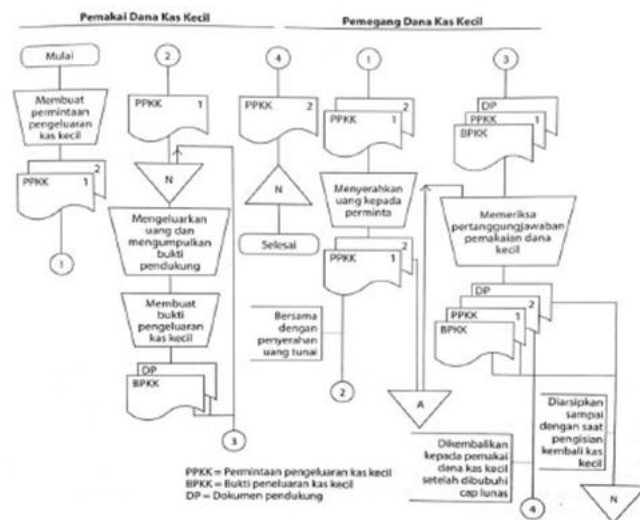 Pemakai Dana Kas Kecil
Mulai
Membuat
permintaan
pengeluaran
kas kecil
2
PPKK 1
1
2
PPKK 1
N
Mengeluarkan
uang dan
mengumpulkan
bukti
pendukung
Membuat
bukti
pengeluaran
kas kecil
DP
BPKK
3
4
PPKK 2
N
Selesai
Pemegang Dana Kas Kecil
1
2
PPKK 1
Menyerahkan
uang kepada
perminta
2
PPKK 1
Bersama
dengan
penyerahan
uang tunai
2
A
3
DP
PPKK 1
BPKK
Memeriksa
pertanggungjawaban
pemakaian dana
kecil
DP
2
PPKK 1
BPKK
Dikembalikan
kepada pemakai
dana kas kecil
setelah dibubuhi
cap lunas
4
Diarsipkan
sampai
dengan saat
pengisian
kembali kas
kecil
N
PPKK = Permintaan pengeluaran kas kecil
BPKK = Bukti peneluaran kas kecil
DP = Dokumen pendukung